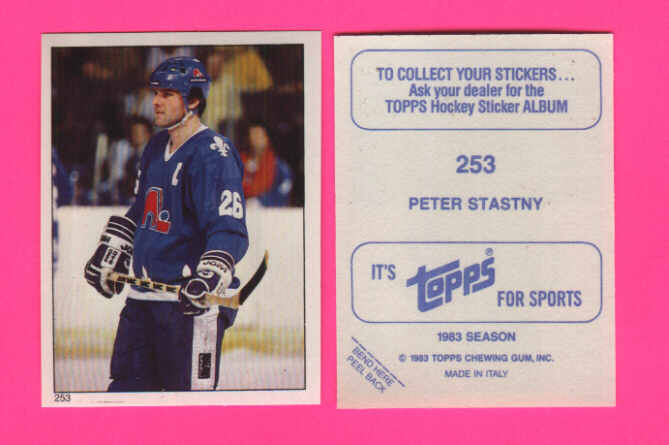 C
26
JOFA
253
TO COLLECT YOUR STICKERS...
Ask your dealer for the
TOPPS Hockey Sticker ALBUM
253
PETER STASTNY
IT'S topps® FOR SPORTS
1983 SEASON
© 1983 TOPPS CHEWING GUM, INC.
MADE IN ITALY
BEND HERE
PEEL BACK